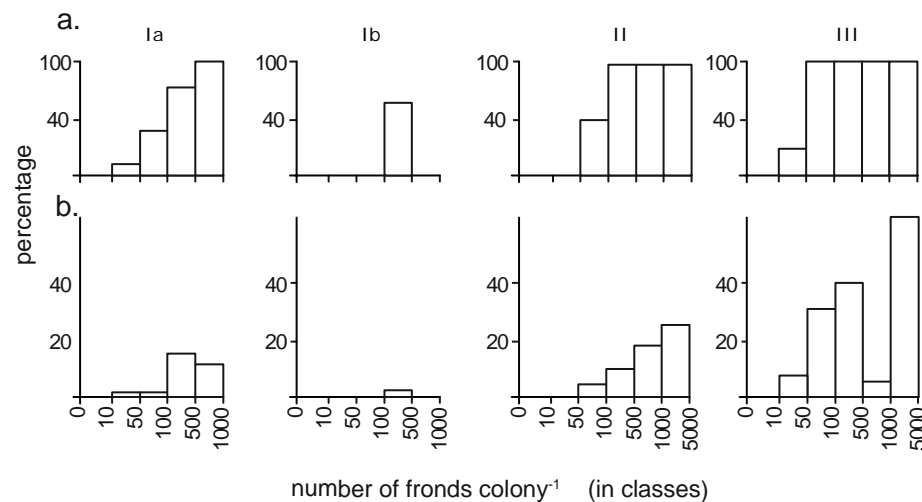 a.
Ia Ib II III
100 100 100 100
40 40 40 40
percentage
b.
40 40 40 40
20 20 20 20
0 10 50 100 500 1000 0 10 50 100 500 1000 0 10 50 100 500 1000 5000 0 10 50 100 500 1000 5000
number of fronds colony⁻¹ (in classes)